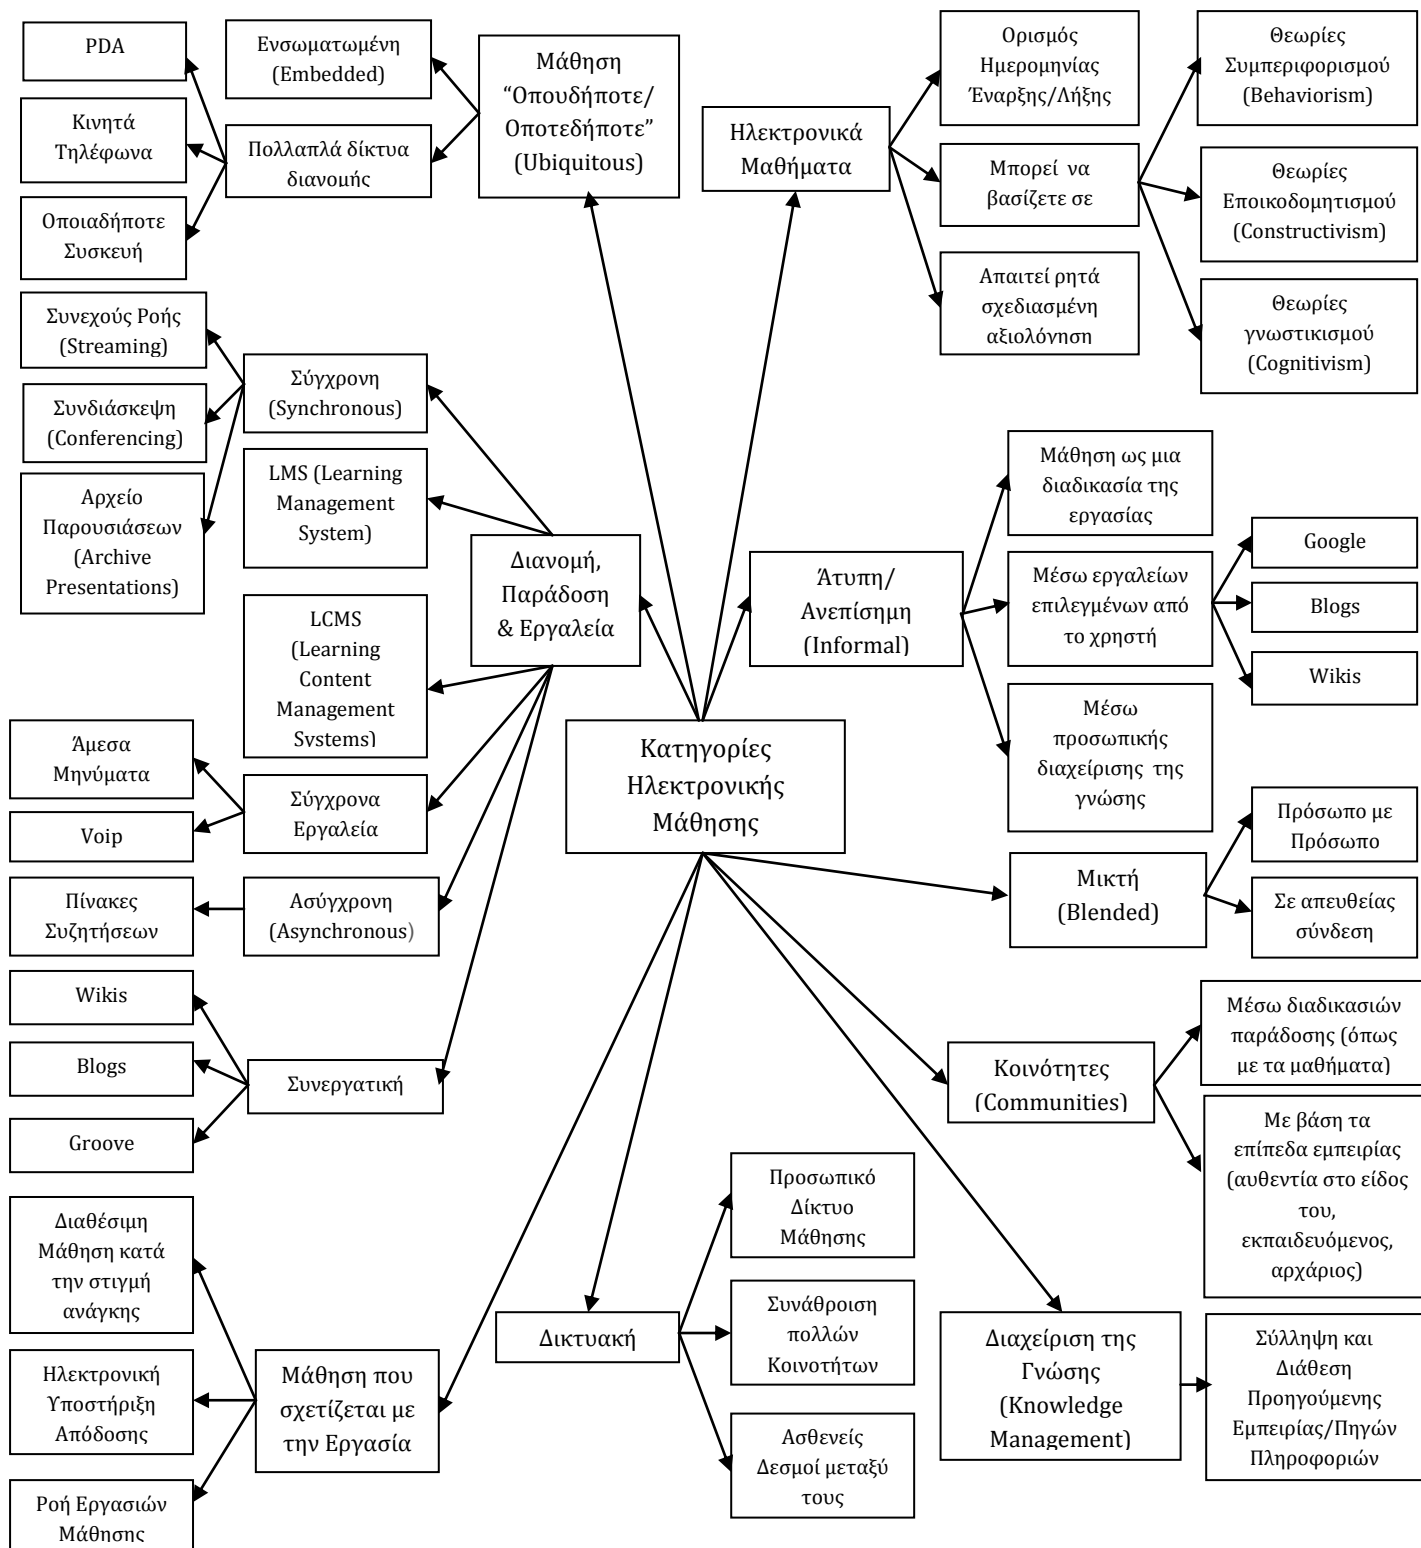 PDA
Κινητά
Τηλέφωνα
Οποιαδήποτε
Συσκευή
Ενσωματωμένη
(Embedded)
Πολλαπλά δίκτυα
διανομής
Μάθηση
“Οπουδήποτε/
Οποτεδήποτε”
(Ubiquitous)
Ηλεκτρονικά
Μαθήματα
Ορισμός
Ημερομηνίας
Έναρξης/Λήξης
Μπορεί να
βασίζετε σε
Απαιτεί ρητά
σχεδιασμένη
αξιολόγηση
Θεωρίες
Συμπεριφορισμού
(Behaviorism)
Θεωρίες
Εποικοδομητισμού
(Constructivism)
Θεωρίες
γνωστικισμού
(Cognitivism)
Συνεχούς Ροής
(Streaming)
Συνδιάσκεψη
(Conferencing)
Αρχείο
Παρουσιάσεων
(Archive
Presentations)
Σύγχρονη
(Synchronous)
LMS (Learning
Management
System)
LCMS
(Learning
Content
Management
Systems)
Διανομή,
Παράδοση
& Εργαλεία
Άτυπη/
Ανεπίσημη
(Informal)
Μάθηση ως μια
διαδικασία της
εργασίας
Μέσω εργαλείων
επιλεγμένων από
το χρηστή
Μέσω
προσωπικής
διαχείρισης της
γνώσης
Google
Blogs
Wikis
Άμεσα
Μηνύματα
Voip
Σύγχρονα
Εργαλεία
Κατηγορίες
Ηλεκτρονικής
Μάθησης
Πίνακες
Συζητήσεων
Ασύγχρονη
(Asynchronous)
Μικτή
(Blended)
Πρόσωπο με
Πρόσωπο
Σε απευθείας
σύνδεση
Wikis
Blogs
Groove
Συνεργατική
Κοινότητες
(Communities)
Μέσω διαδικασιών
παράδοσης (όπως
με τα μαθήματα)
Με βάση τα
επίπεδα εμπειρίας
(αυθεντία στο είδος
του,
εκπαιδευόμενος,
αρχάριος)
Διαθέσιμη
Μάθηση κατά
την στιγμή
ανάγκης
Ηλεκτρονική
Υποστήριξη
Απόδοσης
Ροή Εργασιών
Μάθησης
Μάθηση που
σχετίζεται με
την Εργασία
Δικτυακή
Προσωπικό
Δίκτυο
Μάθησης
Συνάθροιση
πολλών
Κοινοτήτων
Ασθενείς
Δεσμοί μεταξύ
τους
Διαχείριση της
Γνώσης
(Knowledge
Management)
Σύλληψη και
Διάθεση
Προηγούμενης
Εμπειρίας/Πηγών
Πληροφοριών